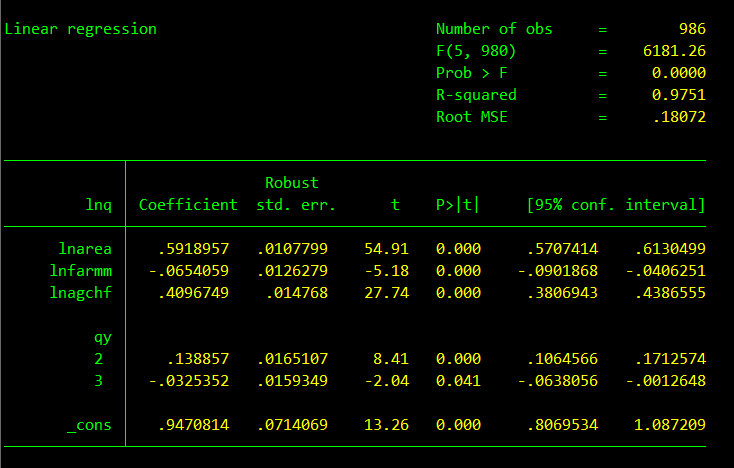 Linear regression Number of obs = 986
F(5, 980) = 6181.26
Prob > F = 0.0000
R-squared = 0.9751
Root MSE = .18072
Robust
lnq Coefficient std. err. t P>|t| [95% conf. interval]
lnarea .5918957 .0107799 54.91 0.000 .5707414 .6130499
lnfarmm -.0654059 .0126279 -5.18 0.000 -.0901868 -.0406251
lnagchf .4096749 .014768 27.74 0.000 .3806943 .4386555
qy
2 .138857 .0165107 8.41 0.000 .1064566 .1712574
3 -.0325352 .0159349 -2.04 0.041 -.0638056 -.0012648
_cons .9470814 .0714069 13.26 0.000 .8069534 1.087209